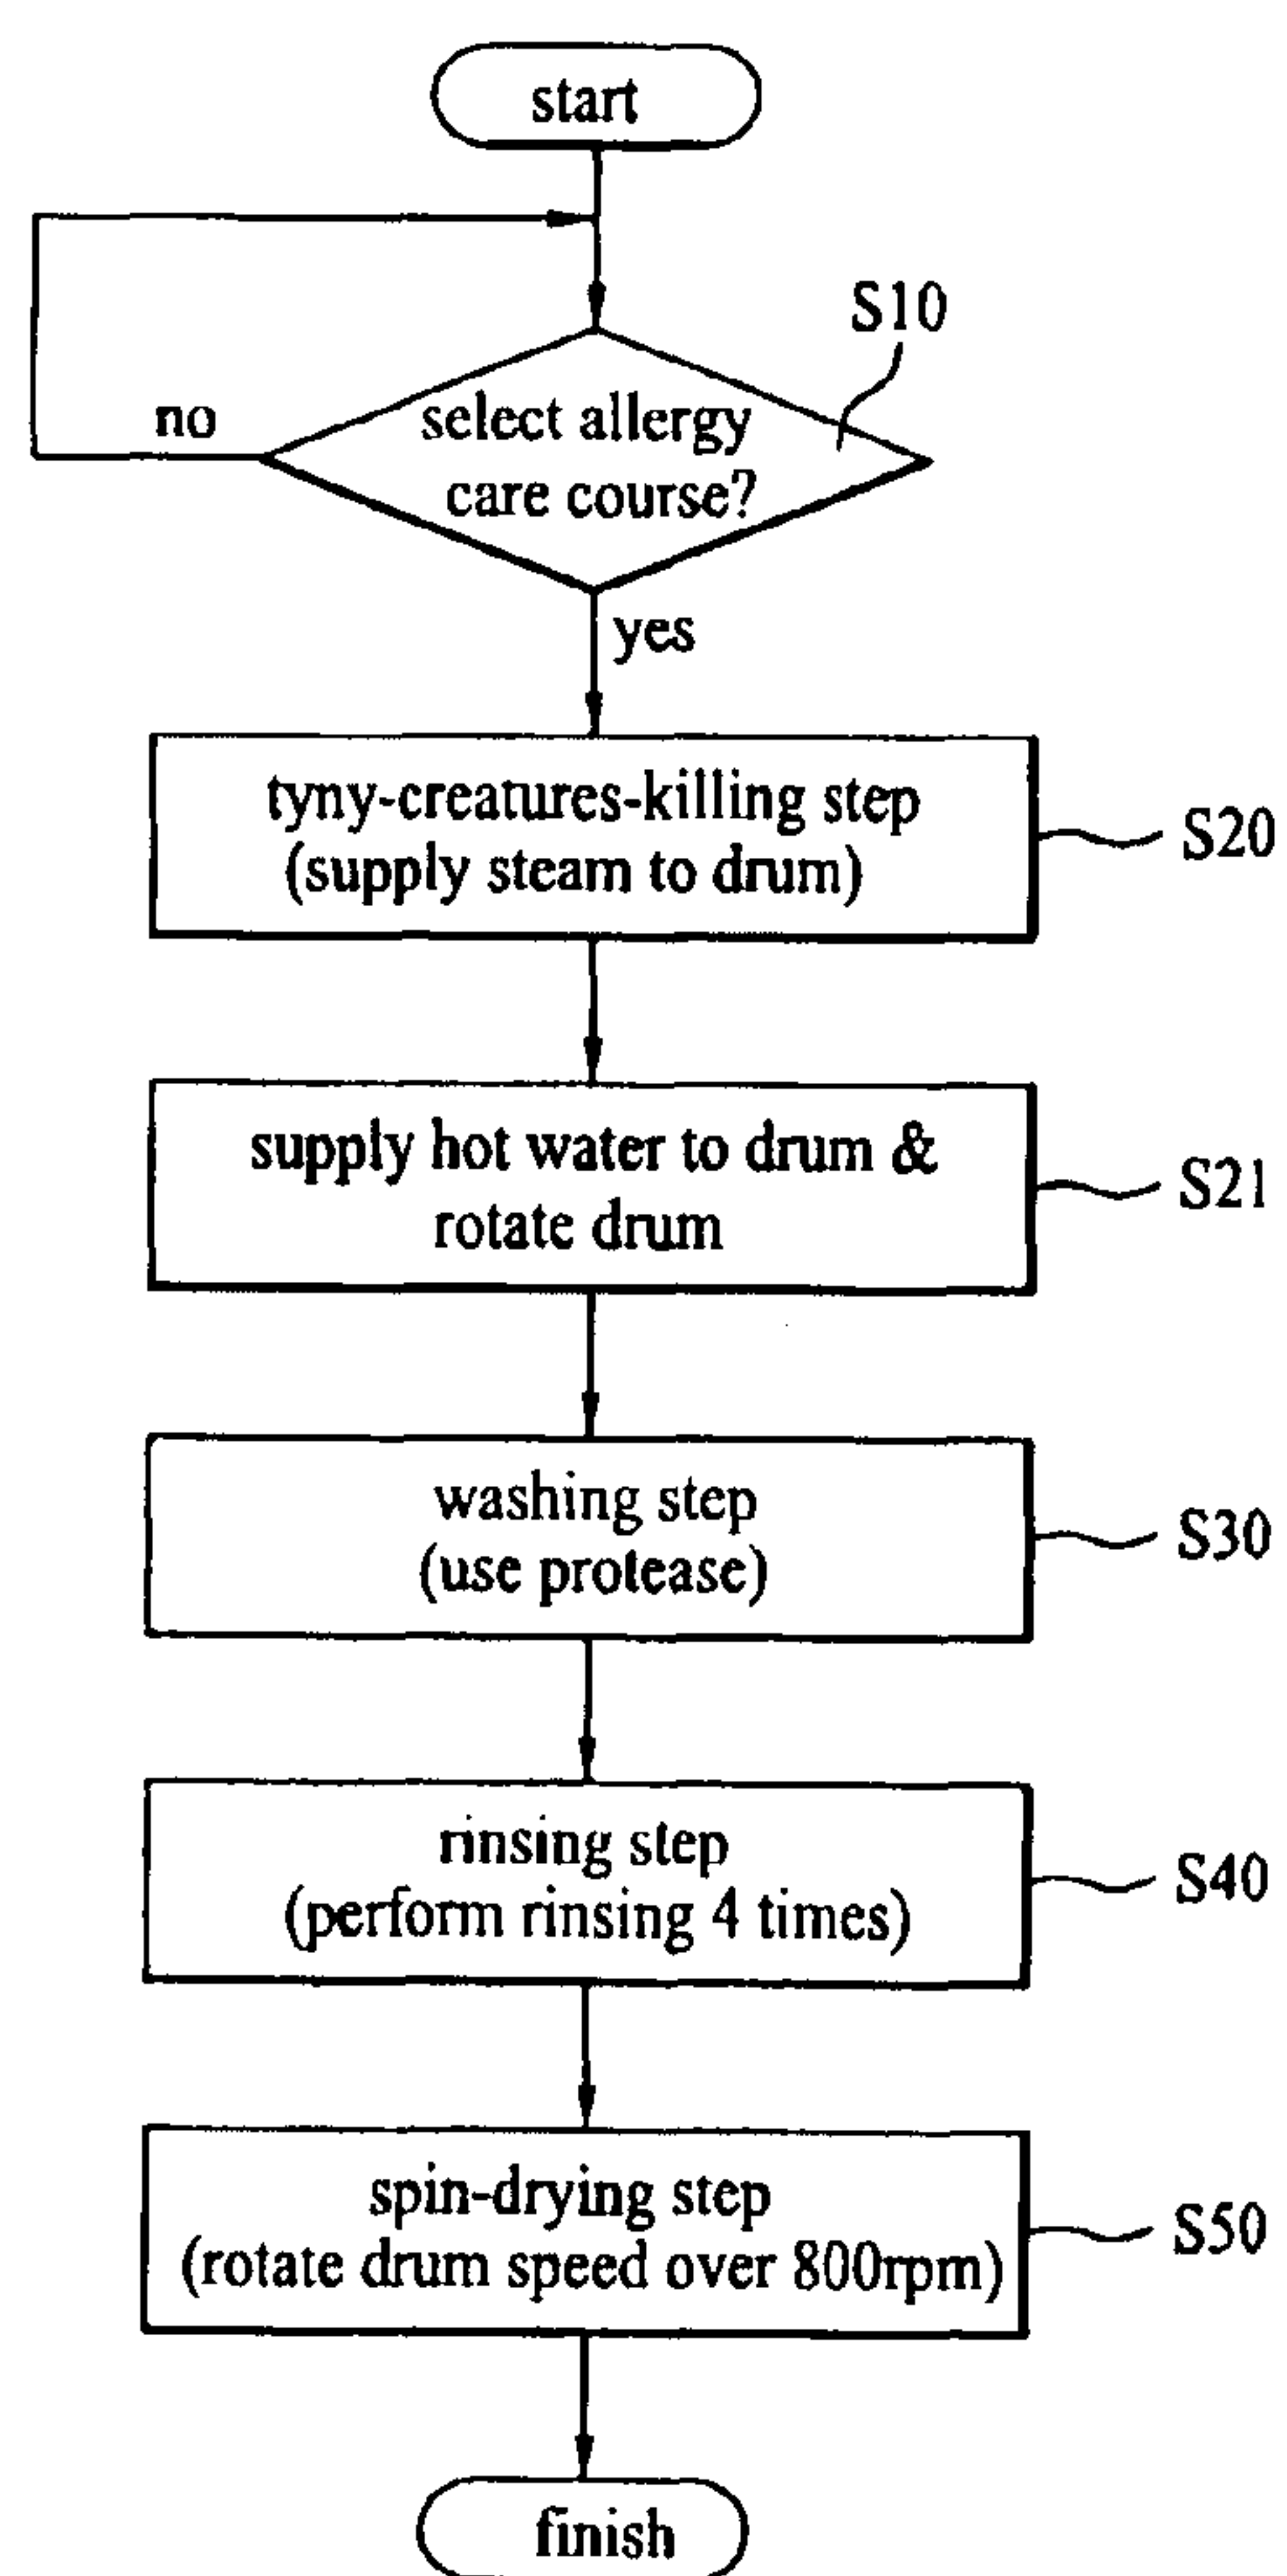 start
S10
no
select allergy
care course?
yes
tyny-creatures-killing step
(supply steam to drum)
S20
supply hot water to drum &
rotate drum
S21
washing step
(use protease)
S30
rinsing step
(perform rinsing 4 times)
S40
spin-drying step
(rotate drum speed over 800rpm)
S50
finish